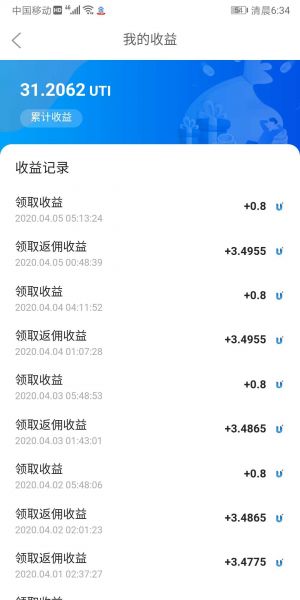 中国移动 HD 4G 54 清晨6:34
我的收益
31.2062 UTI
累计收益
收益记录
领取收益
+0.8
2020.04.05 05:13:24
领取返佣收益
+3.4955
2020.04.05 00:48:39
领取收益
+0.8
2020.04.04 04:11:52
领取返佣收益
+3.4955
2020.04.04 01:07:28
领取收益
+0.8
2020.04.03 05:48:53
领取返佣收益
+3.4865
2020.04.03 01:43:01
领取收益
+0.8
2020.04.02 05:48:06
领取返佣收益
+3.4865
2020.04.02 02:01:23
领取返佣收益
+3.4775
2020.04.01 02:37:27